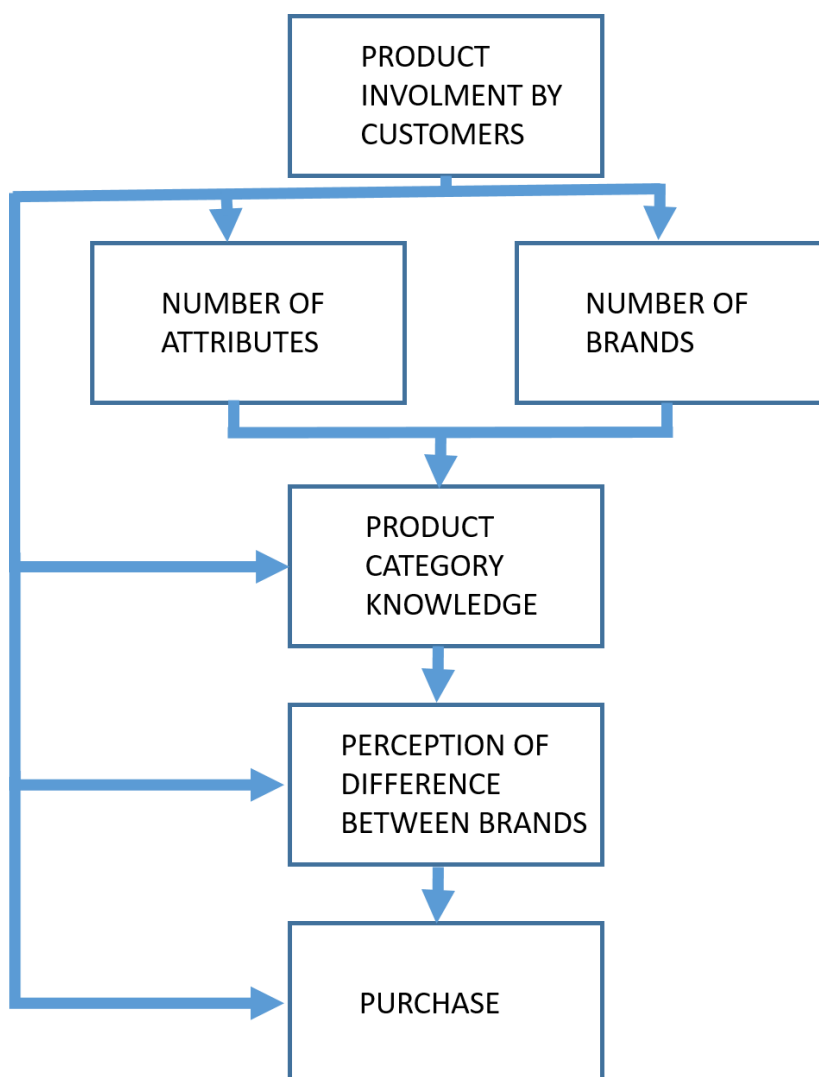 PRODUCT
INVOLMENT BY
CUSTOMERS
NUMBER OF
ATTRIBUTES
NUMBER OF
BRANDS
PRODUCT
CATEGORY
KNOWLEDGE
PERCEPTION OF
DIFFERENCE
BETWEEN BRANDS
PURCHASE